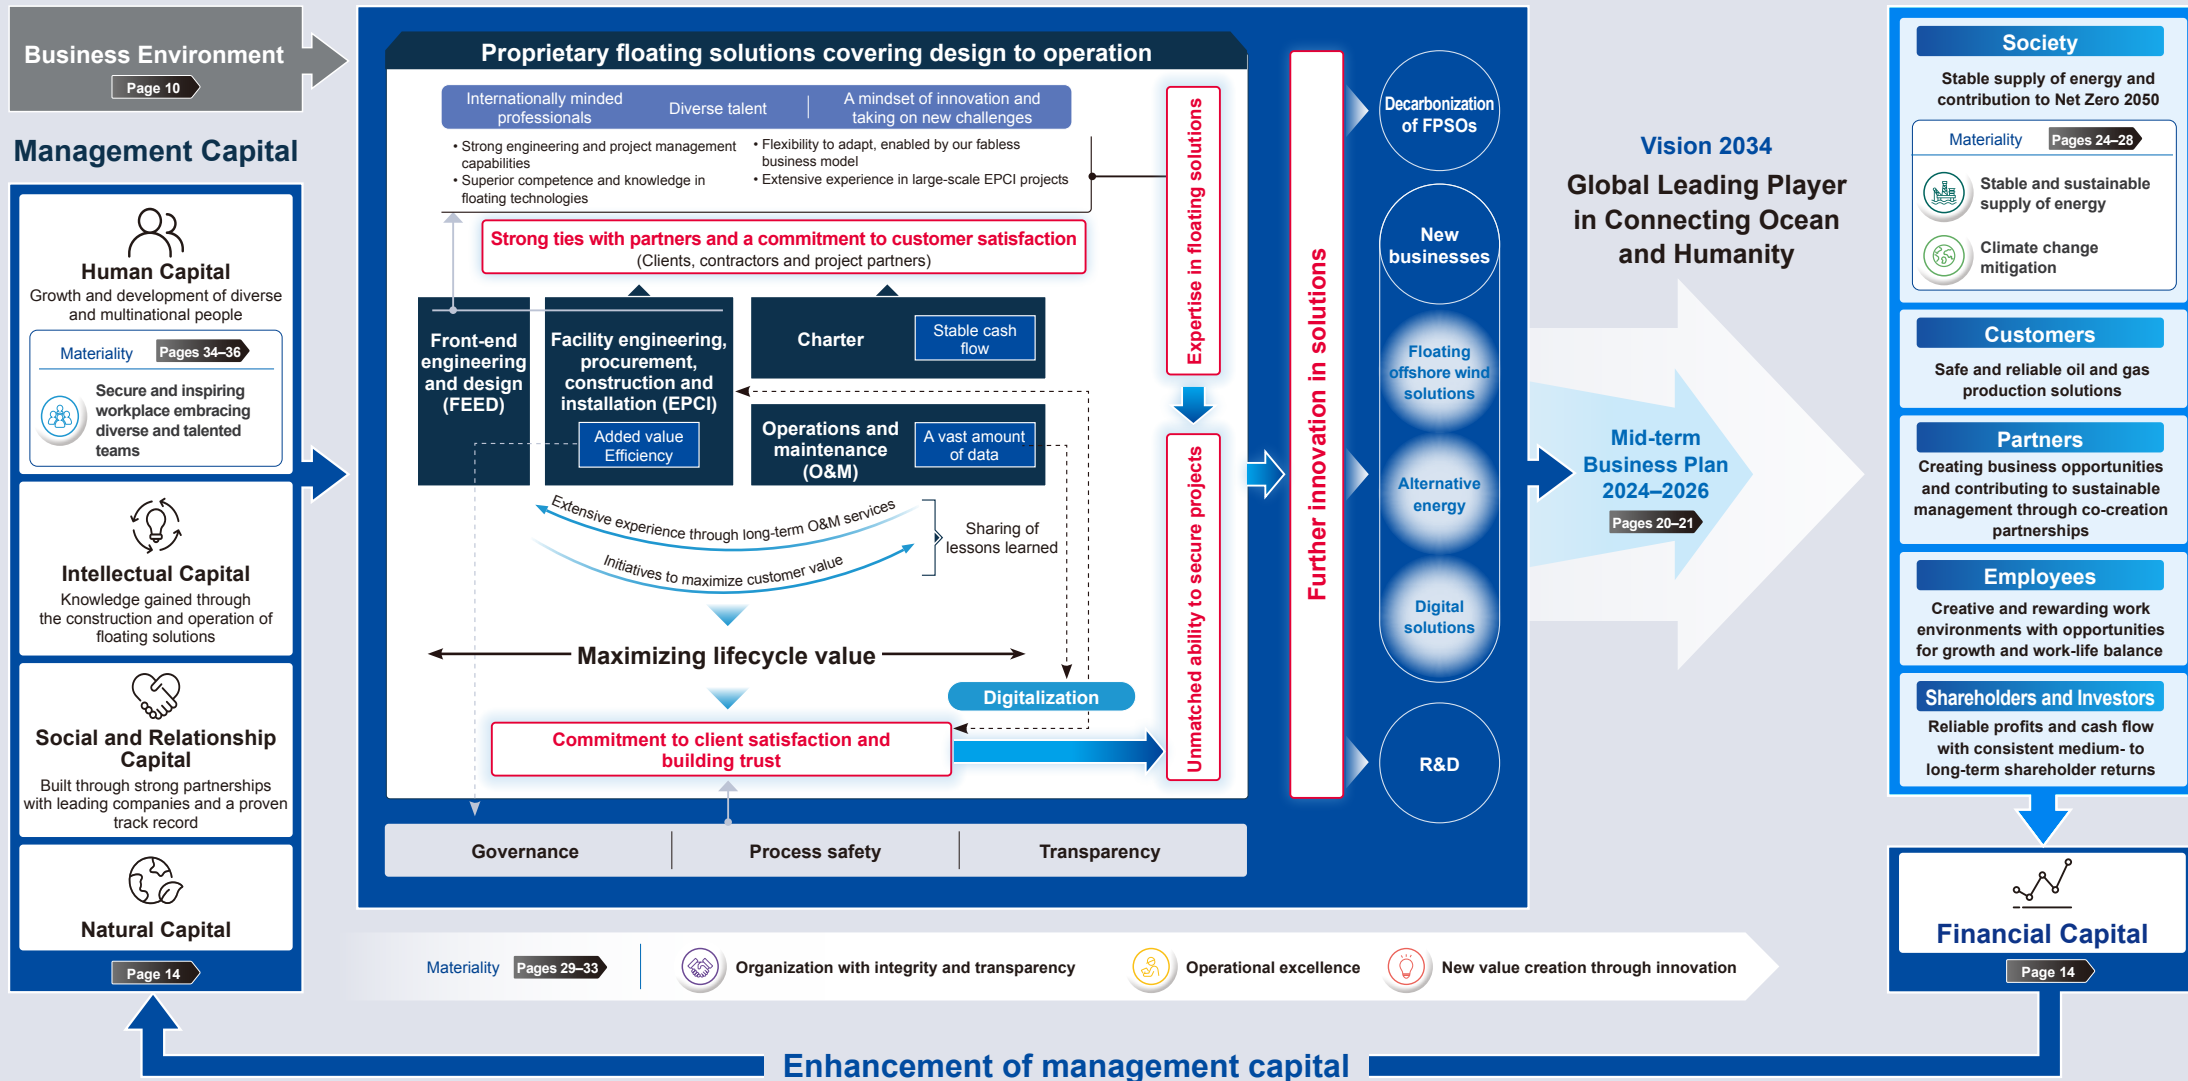 Business Environment
Page 10
Management Capital
Human Capital
Growth and development of diverse
and multinational people
Materiality
Pages 34–36
Secure and inspiring
workplace embracing
diverse and talented
teams
Intellectual Capital
Knowledge gained through
the construction and operation of
floating solutions
Social and Relationship
Capital
Built through strong partnerships
with leading companies and a proven
track record
Natural Capital
Page 14
Proprietary floating solutions covering design to operation
Internationally minded
professionals
Diverse talent
A mindset of innovation and
taking on new challenges
• Strong engineering and project management
capabilities
• Superior competence and knowledge in
floating technologies
• Flexibility to adapt, enabled by our fabless
business model
• Extensive experience in large-scale EPCI projects
Strong ties with partners and a commitment to customer satisfaction
(Clients, contractors and project partners)
Front-end
engineering
and design
(FEED)
Facility engineering,
procurement,
construction and
installation (EPCI)
Added value
Efficiency
Charter
Stable cash
flow
Operations and
maintenance
(O&M)
A vast amount
of data
Extensive experience through long-term O&M services
Initiatives to maximize customer value
Sharing of
lessons learned
Maximizing lifecycle value
Digitalization
Commitment to client satisfaction and
building trust
Expertise in floating solutions
Unmatched ability to secure projects
Governance
Process safety
Transparency
Further innovation in solutions
Decarbonization
of FPSOs
New
businesses
Floating
offshore wind
solutions
Alternative
energy
Digital
solutions
R&D
Vision 2034
Global Leading Player
in Connecting Ocean
and Humanity
Mid-term
Business Plan
2024–2026
Pages 20–21
Society
Stable supply of energy and
contribution to Net Zero 2050
Materiality
Pages 24–28
Stable and sustainable
supply of energy
Climate change
mitigation
Customers
Safe and reliable oil and gas
production solutions
Partners
Creating business opportunities
and contributing to sustainable
management through co-creation
partnerships
Employees
Creative and rewarding work
environments with opportunities
for growth and work-life balance
Shareholders and Investors
Reliable profits and cash flow
with consistent medium- to
long-term shareholder returns
Financial Capital
Page 14
Materiality
Pages 29–33
Organization with integrity and transparency
Operational excellence
New value creation through innovation
Enhancement of management capital